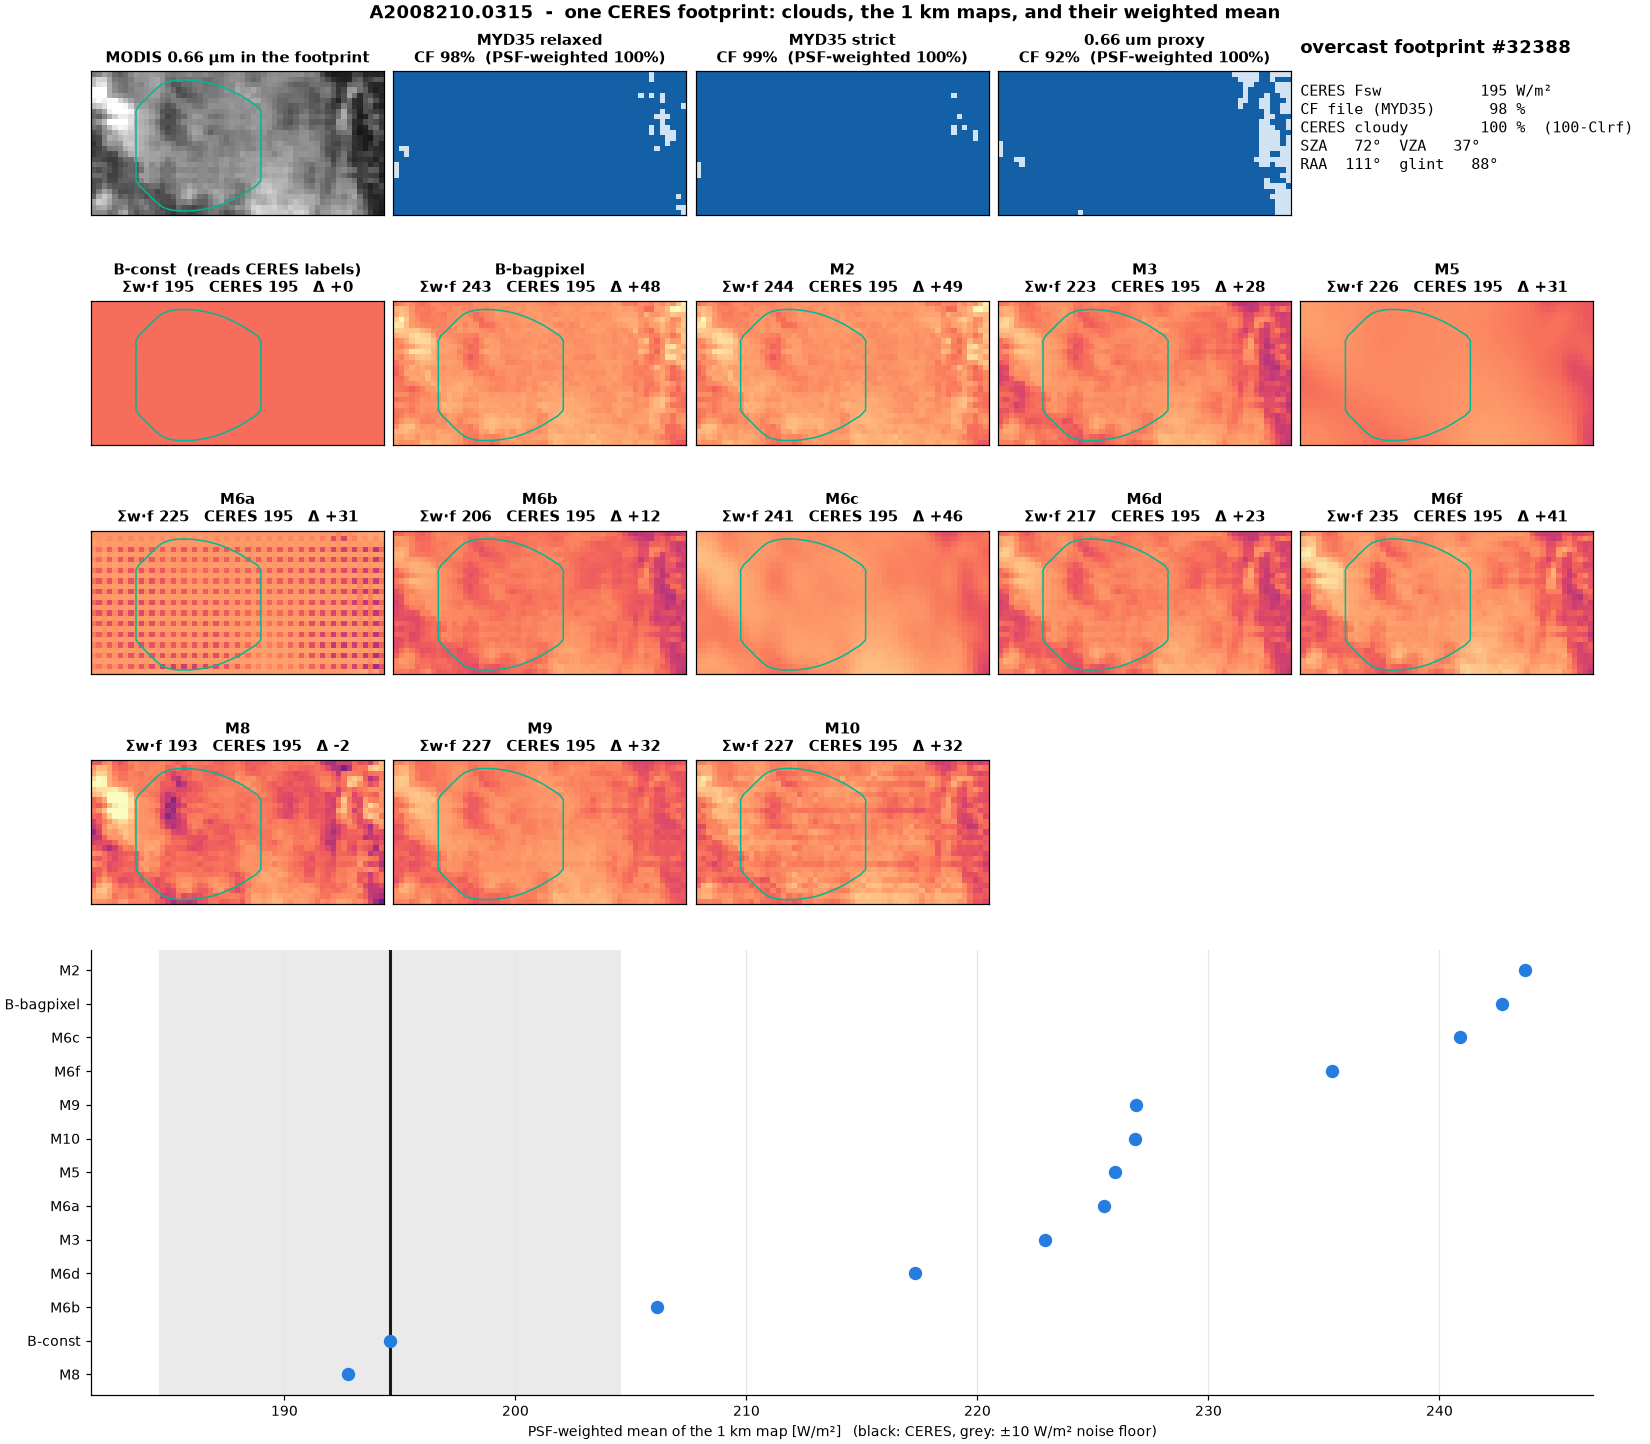 A2008210.0315  -  one CERES footprint: clouds, the 1 km maps, and their weighted mean
MODIS 0.66 µm in the footprint
MYD35 relaxed
CF 98%  (PSF-weighted 100%)
MYD35 strict
CF 99%  (PSF-weighted 100%)
0.66 um proxy
CF 92%  (PSF-weighted 100%)
overcast footprint #32388
CERES Fsw           195 W/m²
CF file (MYD35)      98 %
CERES cloudy        100 %  (100-Clrf)
SZA   72°  VZA   37°
RAA  111°  glint   88°
B-const  (reads CERES labels)
Σw·f 195   CERES 195   Δ +0
B-bagpixel
Σw·f 243   CERES 195   Δ +48
M2
Σw·f 244   CERES 195   Δ +49
M3
Σw·f 223   CERES 195   Δ +28
M5
Σw·f 226   CERES 195   Δ +31
M6a
Σw·f 225   CERES 195   Δ +31
M6b
Σw·f 206   CERES 195   Δ +12
M6c
Σw·f 241   CERES 195   Δ +46
M6d
Σw·f 217   CERES 195   Δ +23
M6f
Σw·f 235   CERES 195   Δ +41
M8
Σw·f 193   CERES 195   Δ -2
M9
Σw·f 227   CERES 195   Δ +32
M10
Σw·f 227   CERES 195   Δ +32
M2
B-bagpixel
M6c
M6f
M9
M10
M5
M6a
M3
M6d
M6b
B-const
M8
190 200 210 220 230 240
PSF-weighted mean of the 1 km map [W/m²]   (black: CERES, grey: ±10 W/m² noise floor)